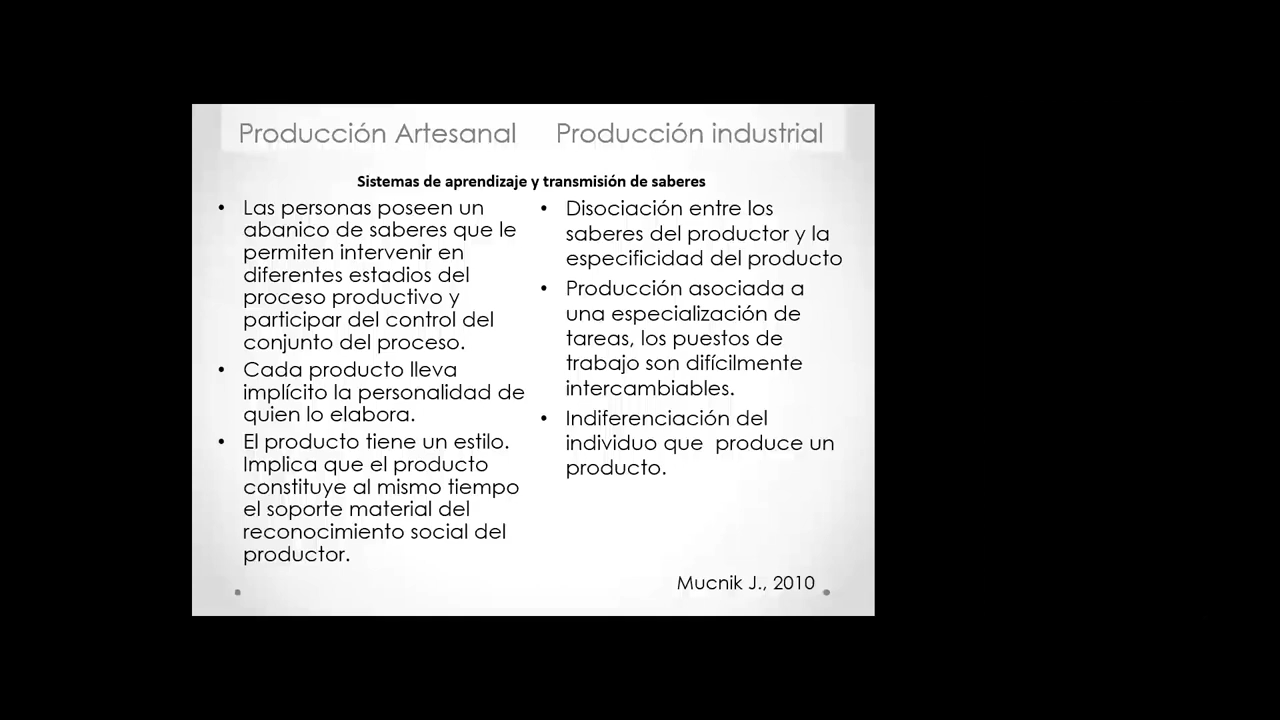 Producción Artesanal
Producción industrial
Sistemas de aprendizaje y transmisión de saberes
• Las personas poseen un
abanico de saberes que le
permiten intervenir en
diferentes estadios del
proceso productivo y
participar del control del
conjunto del proceso.
• Cada producto lleva
implícito la personalidad de
quien lo elabora.
• El producto tiene un estilo.
Implica que el producto
constituye al mismo tiempo
el soporte material del
reconocimiento social del
productor.
• Disociación entre los
saberes del productor y la
especificidad del producto
• Producción asociada a
una especialización de
tareas, los puestos de
trabajo son difícilmente
intercambiables.
• Indiferenciación del
individuo que  produce un
producto.
Mucnik J., 2010